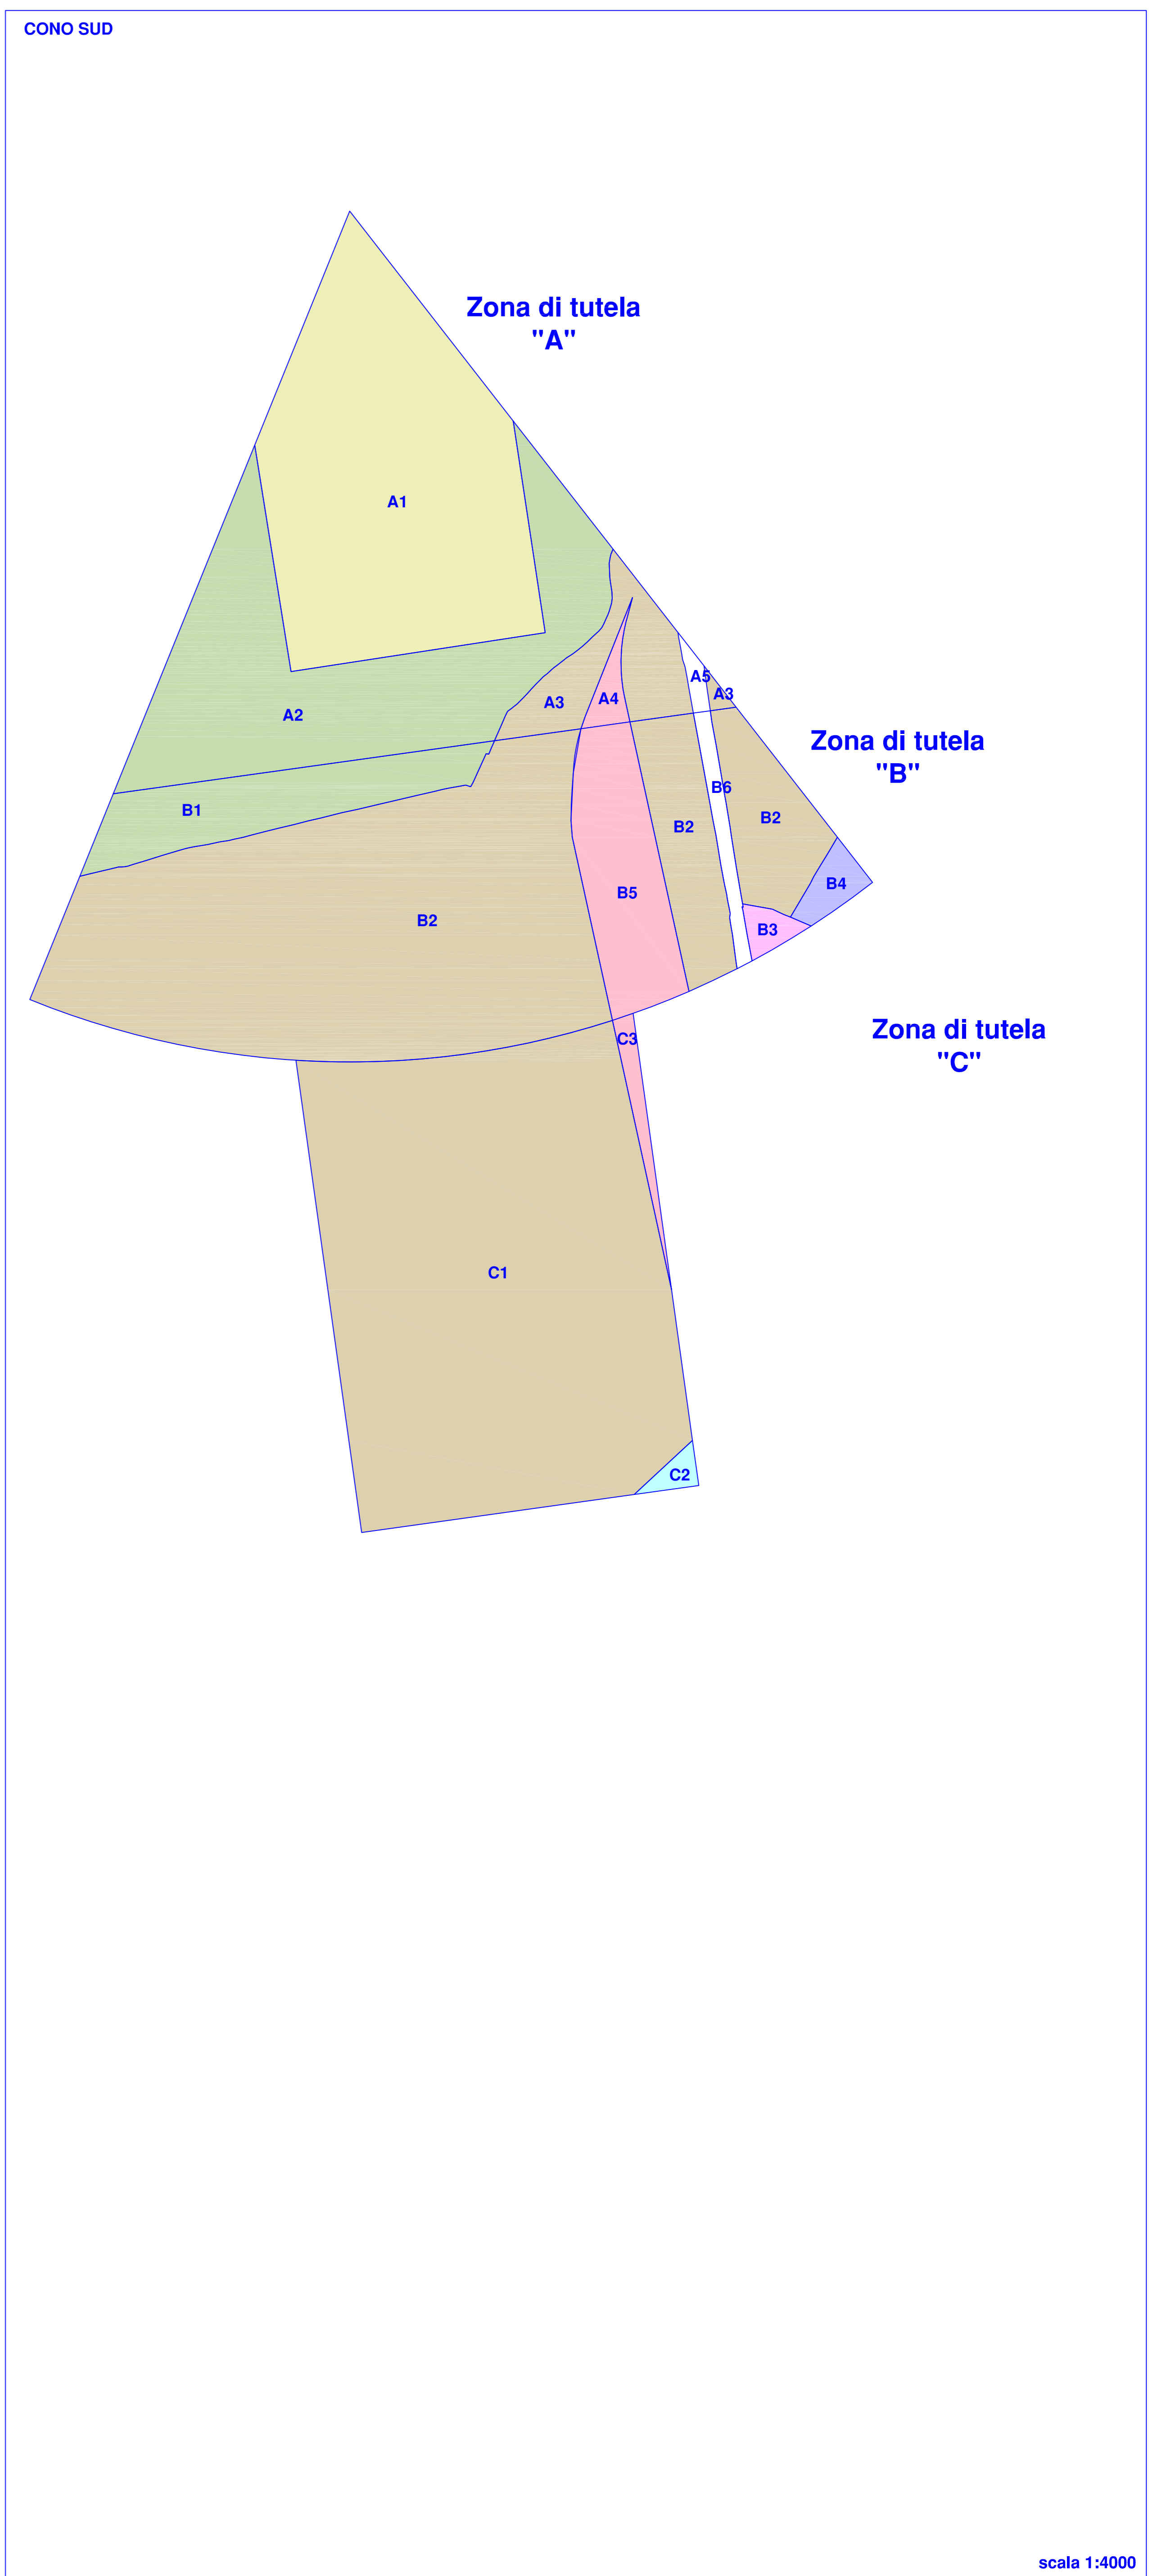 CONO SUD
Zona di tutela
"A"
A1
A5
A3
A4
A3
A2
Zona di tutela
"B"
B6
B1
B2
B2
B4
B5
B2
B3
Zona di tutela
"C"
C3
C1
C2
scala 1:4000